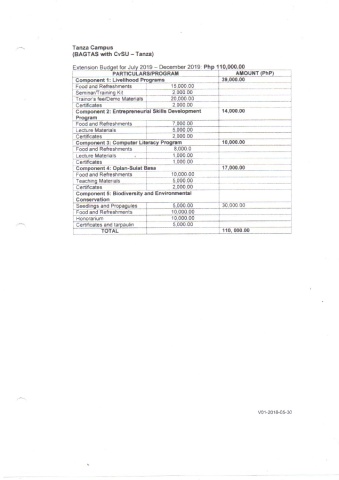 Tanza Campus
(BAGTAS with CvSU – Tanza)
Extension Budget for July 2019 – December 2019 Php 110,000.00
PARTICULARS/PROGRAM AMOUNT (PhP)
Component 1: Livelihood Programs 39,000.00
Food and Refreshments 15,000.00
Seminar/Training Kit 2,000.00
Trainer's fee/Demo Materials 20,000.00
Certificates 2,000.00
Component 2: Entrepreneurial Skills Development 14,000.00
Program
Food and Refreshments 7,000.00
Lecture Materials 5,000.00
Certificates 2,000.00
Component 3: Computer Literacy Program 10,000.00
Food and Refreshments 8,000.0
Lecture Materials 1,000.00
Certificates 1,000.00
Component 4: Oplan-Sulat Basa 17,000.00
Food and Refreshments 10,000.00
Teaching Materials 5,000.00
Certificates 2,000.00
Component 5: Biodiversity and Environmental
Conservation
Seedlings and Propagules 5,000.00 30,000.00
Food and Refreshments 10,000.00
Honorarium 10,000.00
Certificates and tarpaulin 5,000.00
TOTAL 110, 000.00
V01-2018-05-30